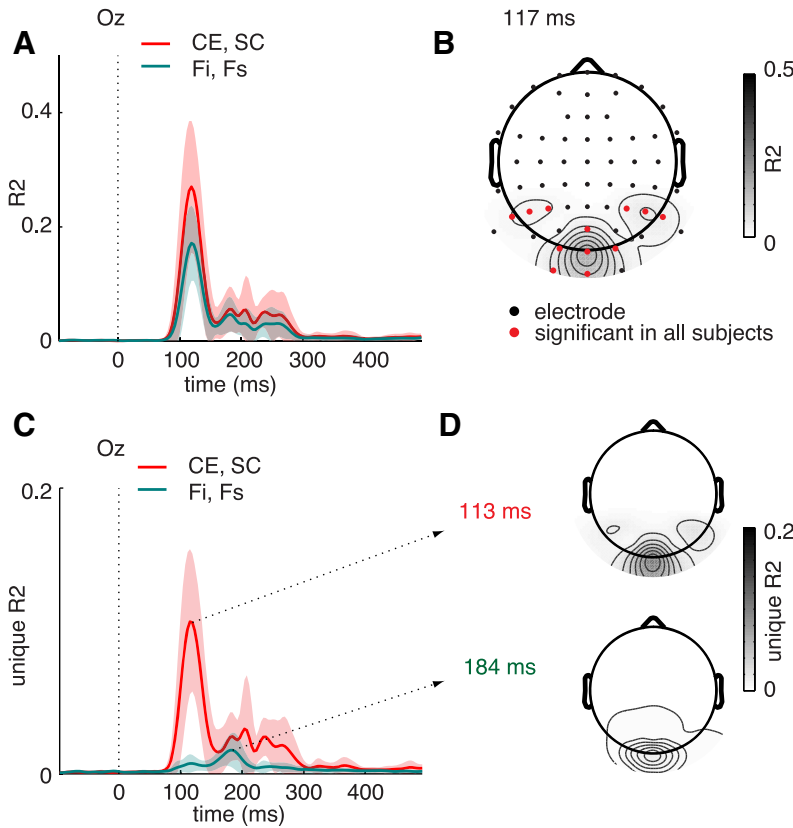 A
Oz
CE, SC
Fi, Fs
R2
0.4
0.2
0
0
100
200
300
400
time (ms)
B
117 ms
0.5
R2
0
electrode
significant in all subjects
C
Oz
CE, SC
Fi, Fs
unique R2
0.2
0
0
100
200
300
400
time (ms)
D
113 ms
184 ms
0.2
unique R2
0